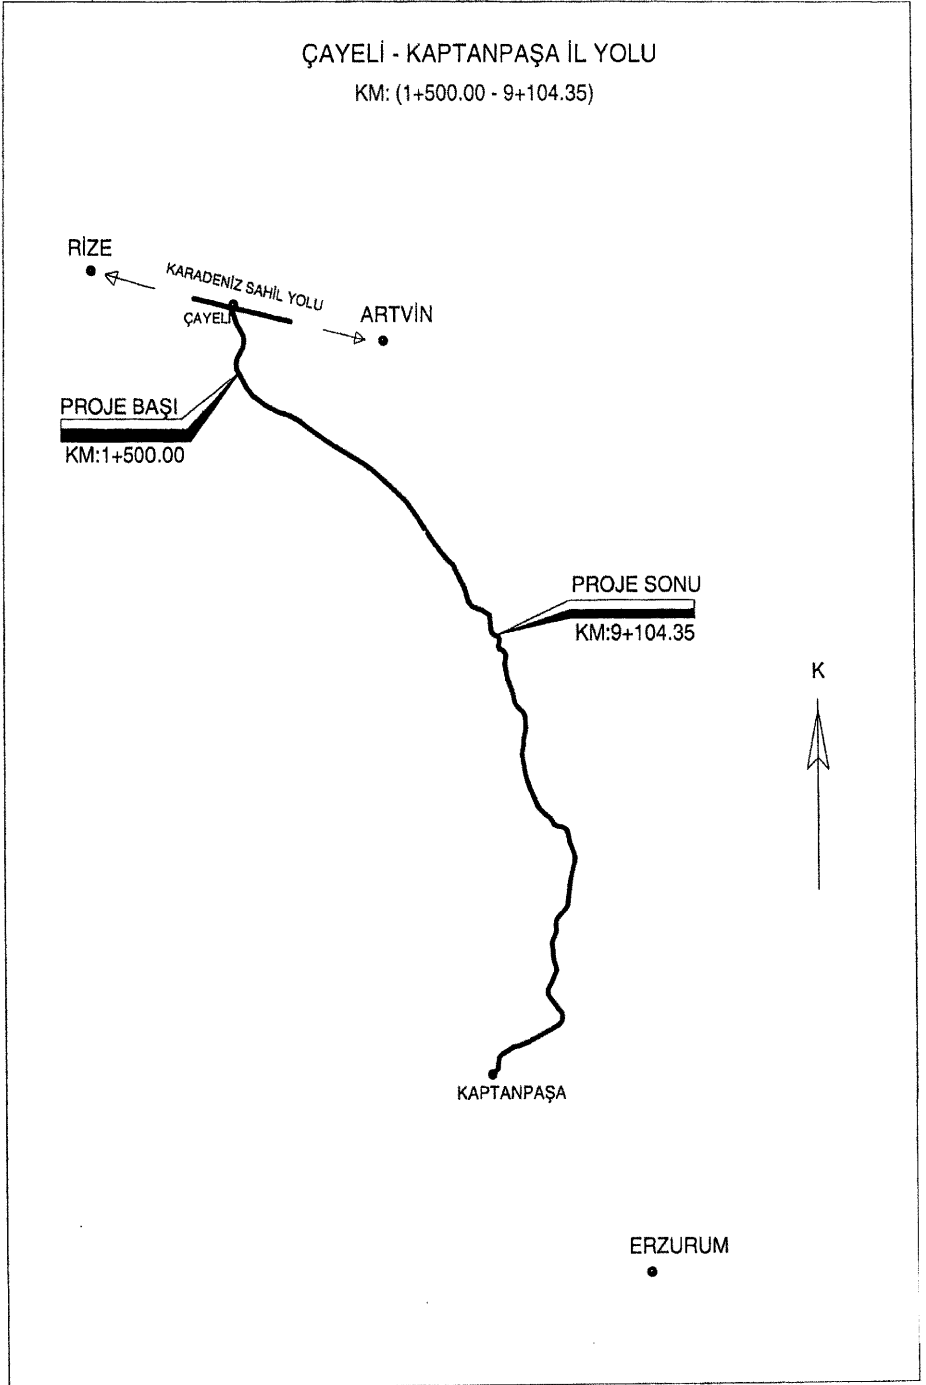 ÇAYELİ - KAPTANPAŞA İL YOLU
KM: (1+500.00 - 9+104.35)
RİZE
KARADENİZ SAHİL YOLU
ÇAYELİ
ARTVİN
PROJE BAŞI
KM:1+500.00
PROJE SONU
KM:9+104.35
K
KAPTANPAŞA
ERZURUM